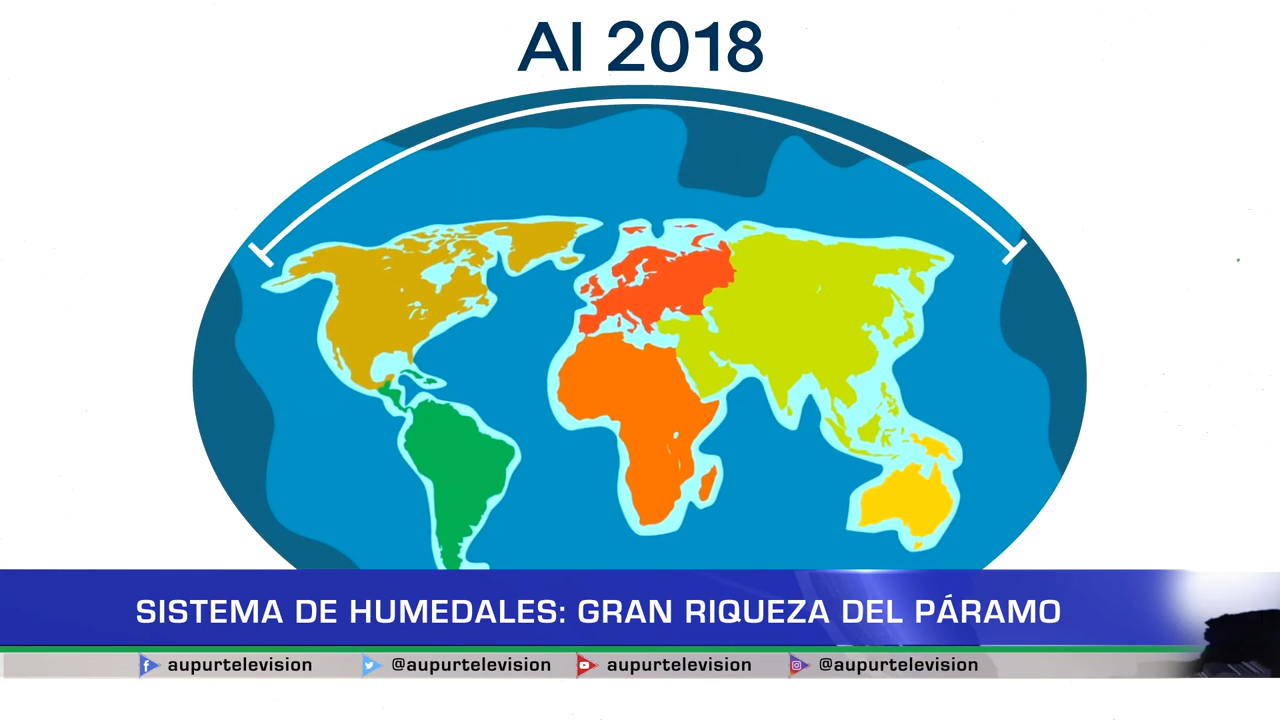 Al 2018
SISTEMA DE HUMEDALES: GRAN RIQUEZA DEL PÁRAMO
aupurtelevision @aupurtelevision aupurtelevision @aupurtelevision